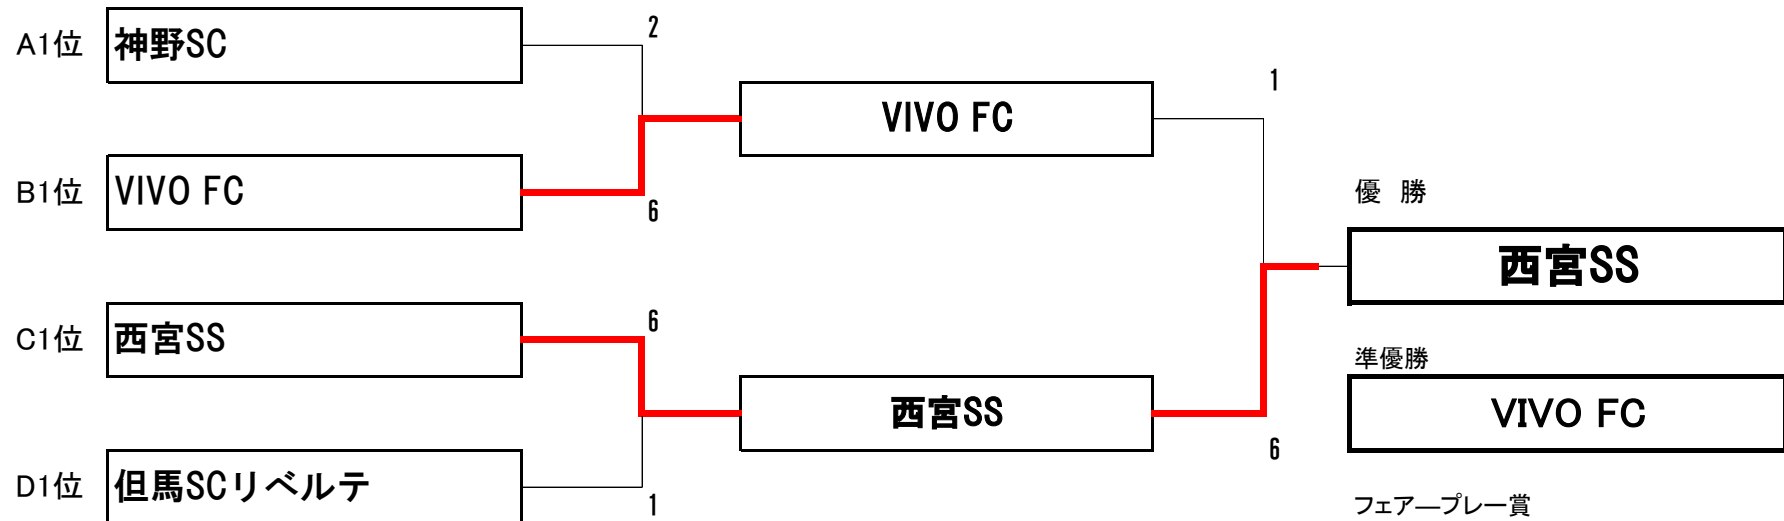 A1位 神野SC 2
VIVO FC 1
B1位 VIVO FC 6
優 勝
西宮SS
C1位 西宮SS 6
準優勝
西宮SS 6
VIVO FC
D1位 但馬SCリベルテ 1
フェア―プレー賞